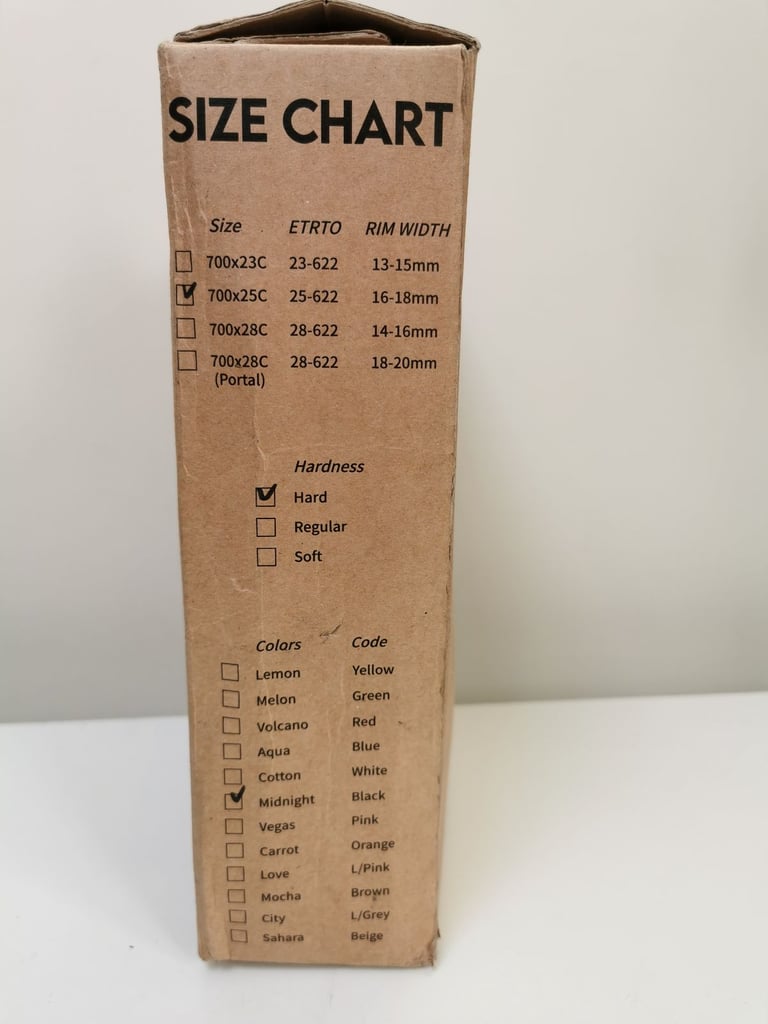 SIZE CHART
Size ETRTO RIM WIDTH
700x23C 23-622 13-15mm
700x25C 25-622 16-18mm
700x28C 28-622 14-16mm
700x28C 28-622 18-20mm
(Portal)
Hardness
Hard
Regular
Soft
Colors Code
Lemon Yellow
Melon Green
Volcano Red
Aqua Blue
Cotton White
Midnight Black
Vegas Pink
Carrot Orange
Love L/Pink
Mocha Brown
City L/Grey
Sahara Beige